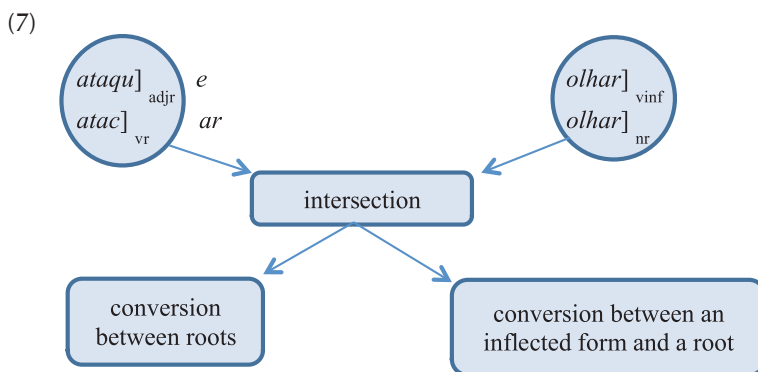 (7)
ataqu] adjr e
atac] vr ar
olhar] vinf
olhar] nr
intersection
conversion
between roots
conversion between an
inflected form and a root